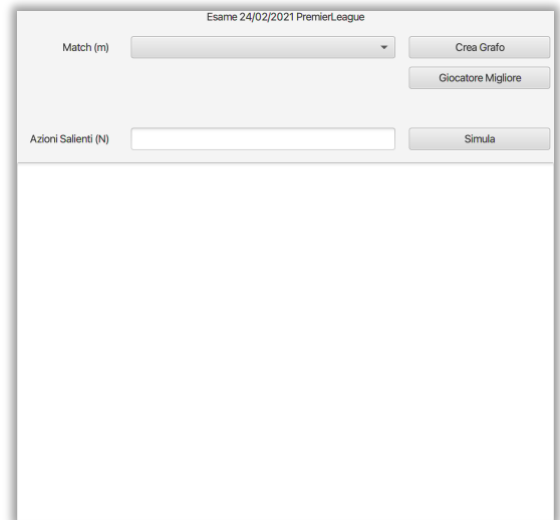 Esame 24/02/2021 PremierLeague
Match (m) Crea Grafo
Giocatore Migliore
Azioni Salienti (N) Simula